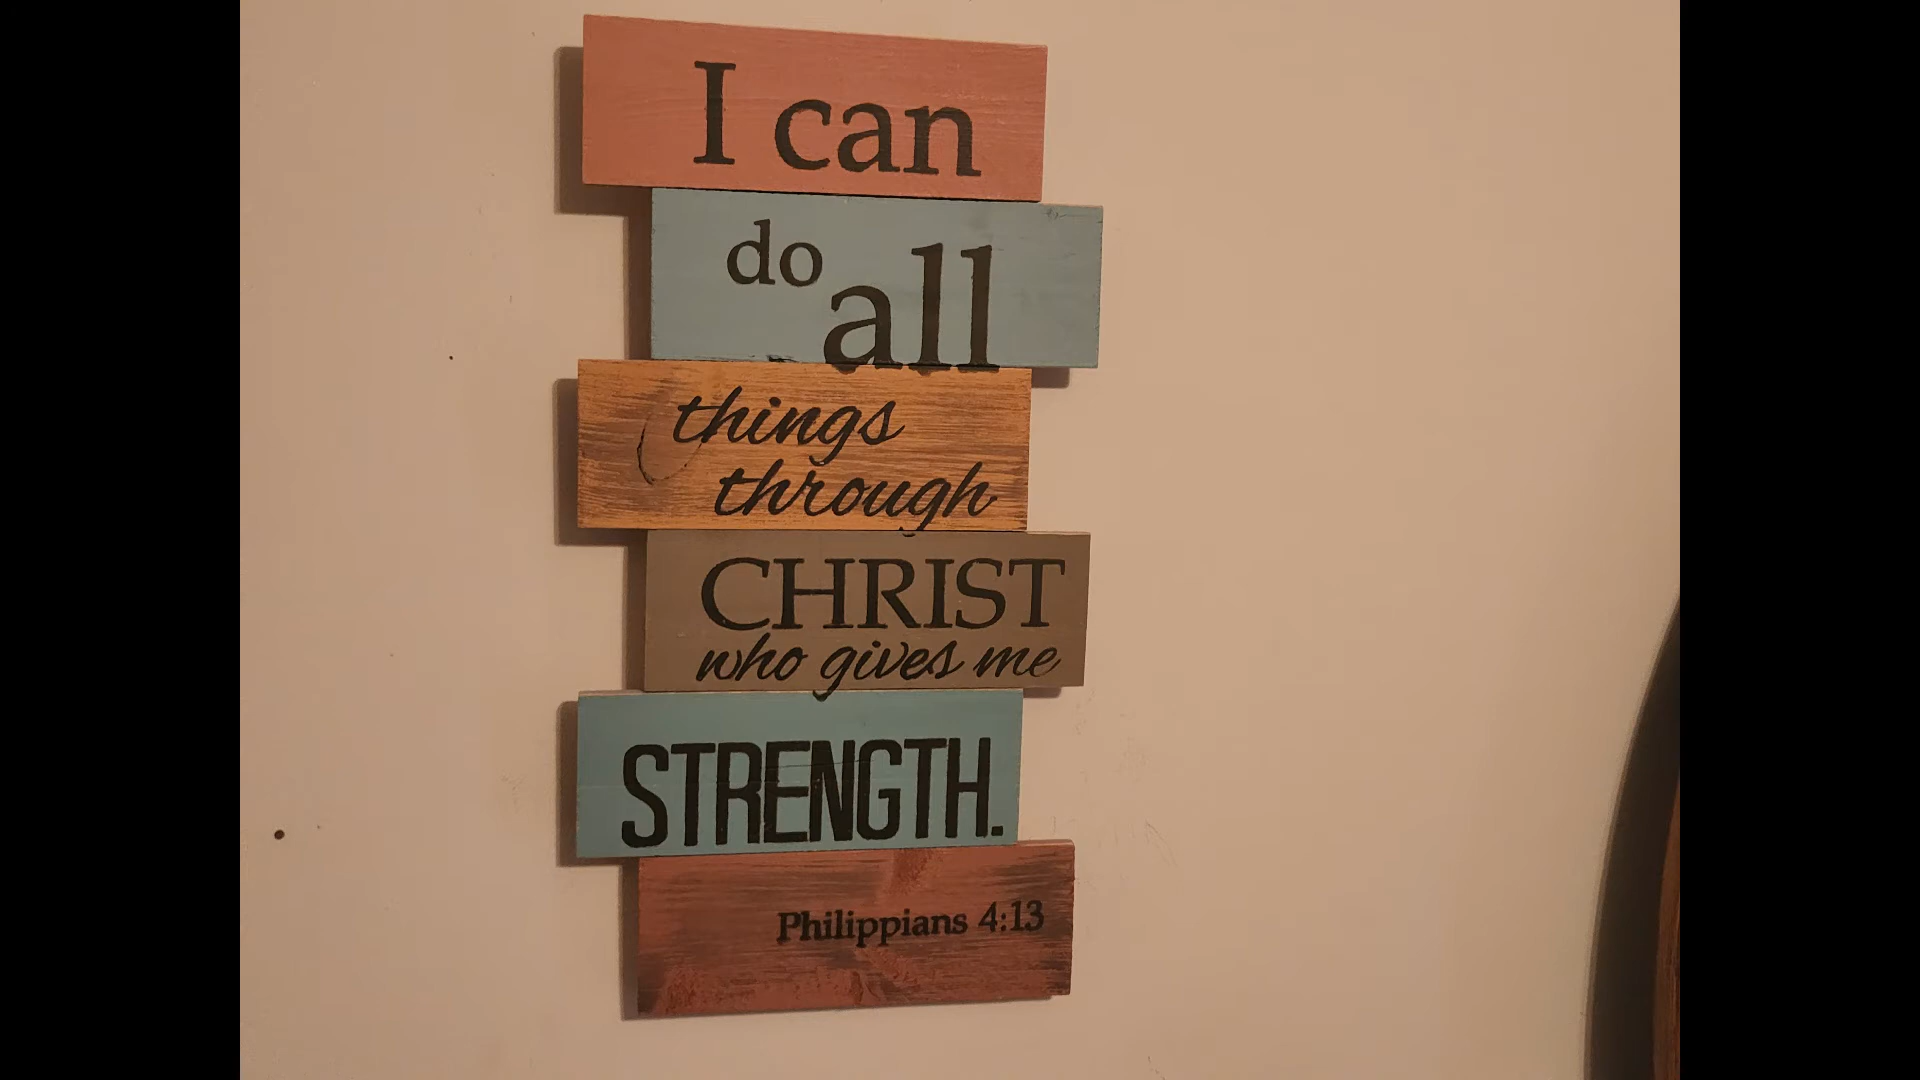 I can
do all
things
through
CHRIST
who gives me
STRENGTH.
Philippians 4:13